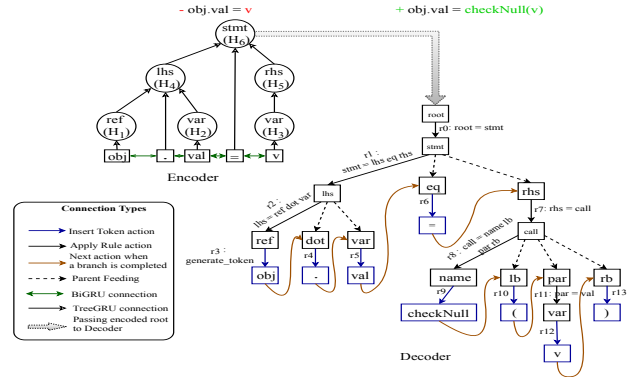 - obj.val = v
+ obj.val = checkNull(v)
stmt
(H6)
lhs
(H4)
rhs
(H5)
ref
(H1)
var
(H2)
var
(H3)
obj
.
val
=
v
Encoder
root
r0: root = stmt
stmt
r1 :
stmt = lhs eq rhs
lhs
eq
rhs
r2 :
lhs = ref dot var
r6
r7: rhs = call
=
call
ref
dot
var
r3 :
generate_token
r4
r5
obj
.
val
r8: call = name lb
par rb
name
lb
par
rb
r9
r10
r11: par = val
r13
checkNull
(
var
)
r12
v
Decoder
Connection Types
Insert Token action
Apply Rule action
Next action when
a branch is completed
Parent Feeding
BiGRU connection
TreeGRU connection
Passing encoded root
to Decoder